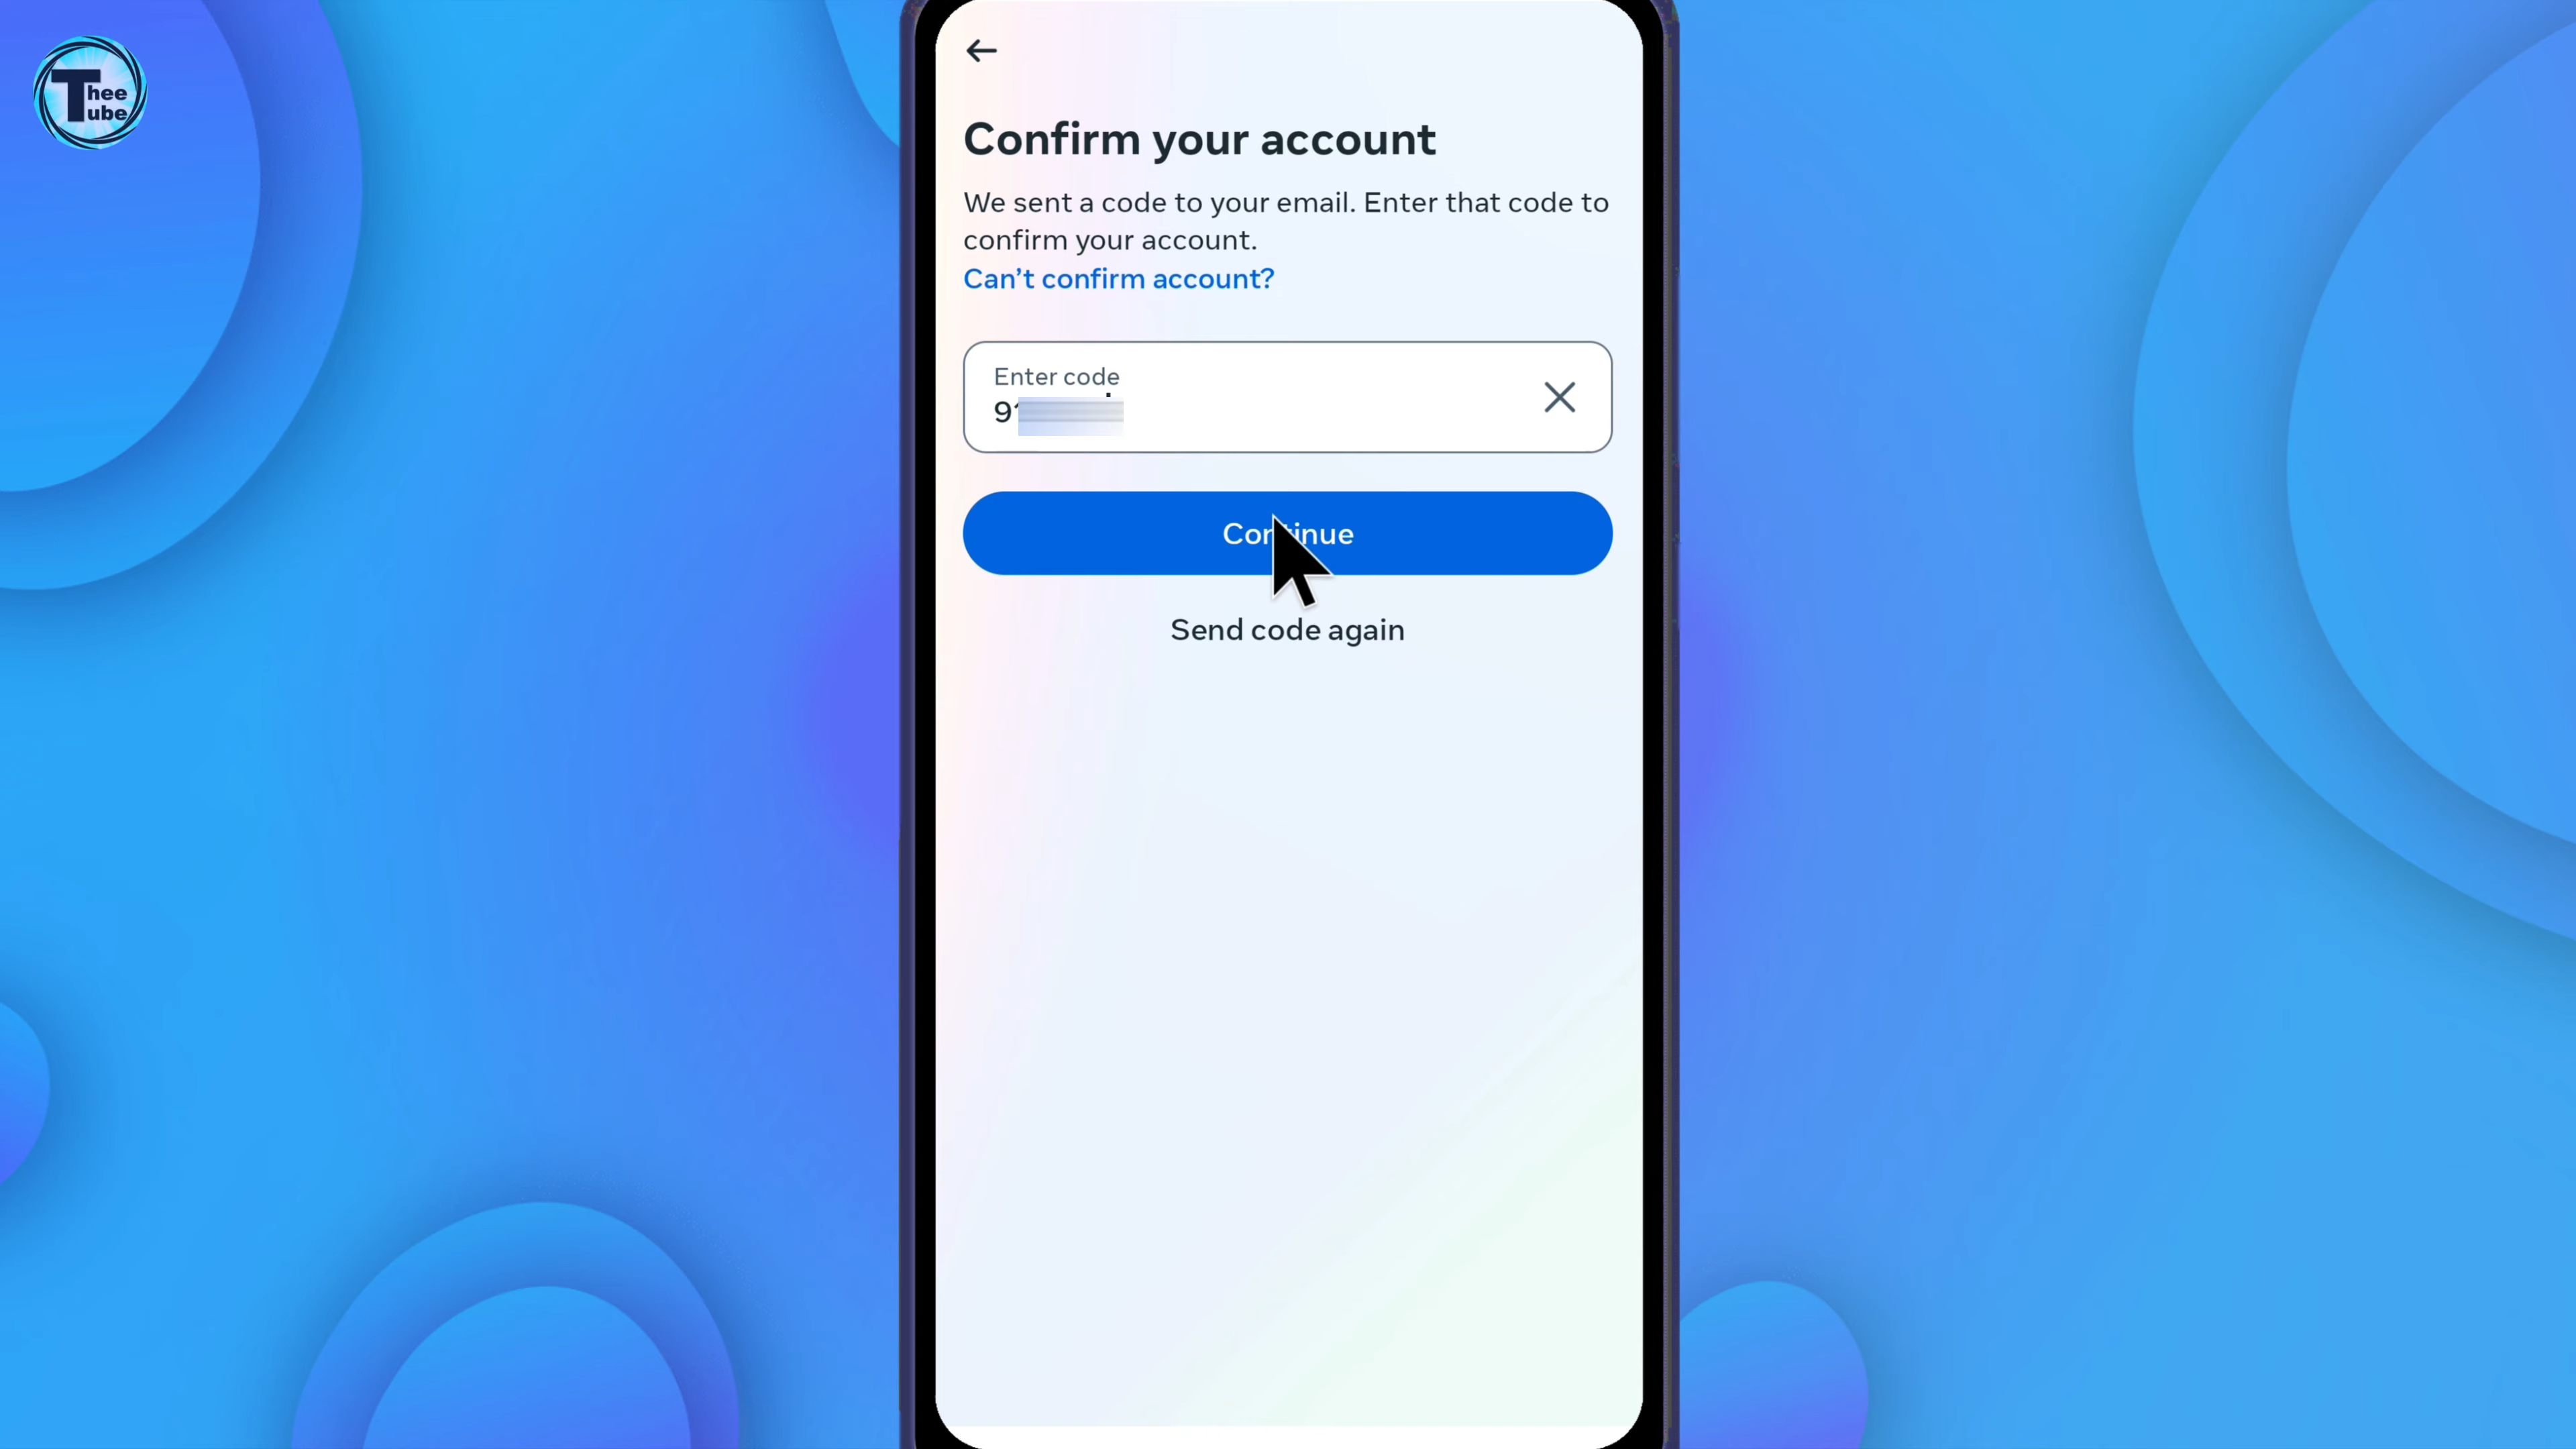 Thee
Tube
Confirm your account
We sent a code to your email. Enter that code to
confirm your account.
Can't confirm account?
Enter code
9
Continue
Send code again